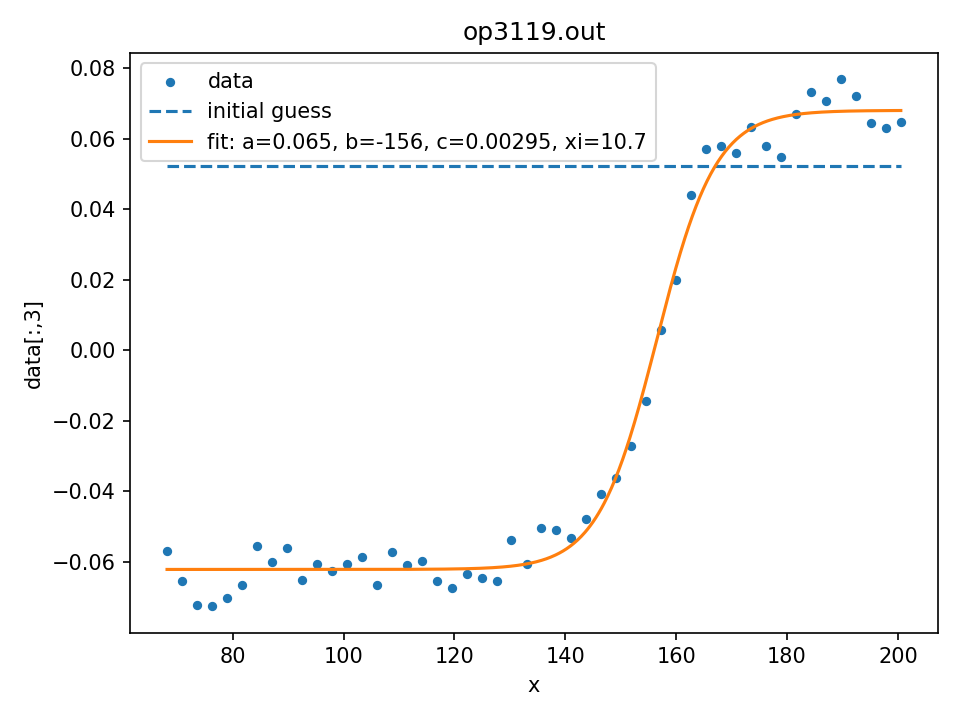 op3119.out
data
initial guess
fit: a=0.065, b=-156, c=0.00295, xi=10.7
0.08
0.06
0.04
0.02
0.00
−0.02
−0.04
−0.06
data[:,3]
80 100 120 140 160 180 200
x